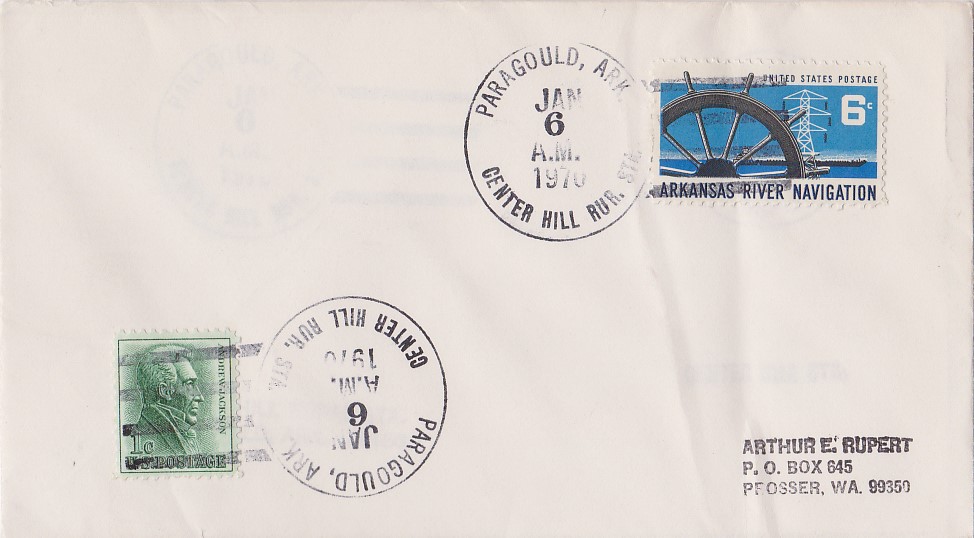 PARAGOULD, ARK.
JAN
6
A.M.
1970
CENTER HILL RUR. STA.
UNITED STATES POSTAGE
6c
ARKANSAS RIVER NAVIGATION
ANDREW JACKSON
1c
U.S. POSTAGE
CENTER HILL RUR. STA.
1970
A.M.
6
JAN
PARAGOULD, ARK.
ARTHUR E. RUPERT
P. O. BOX 645
PROSSER, WA. 99350